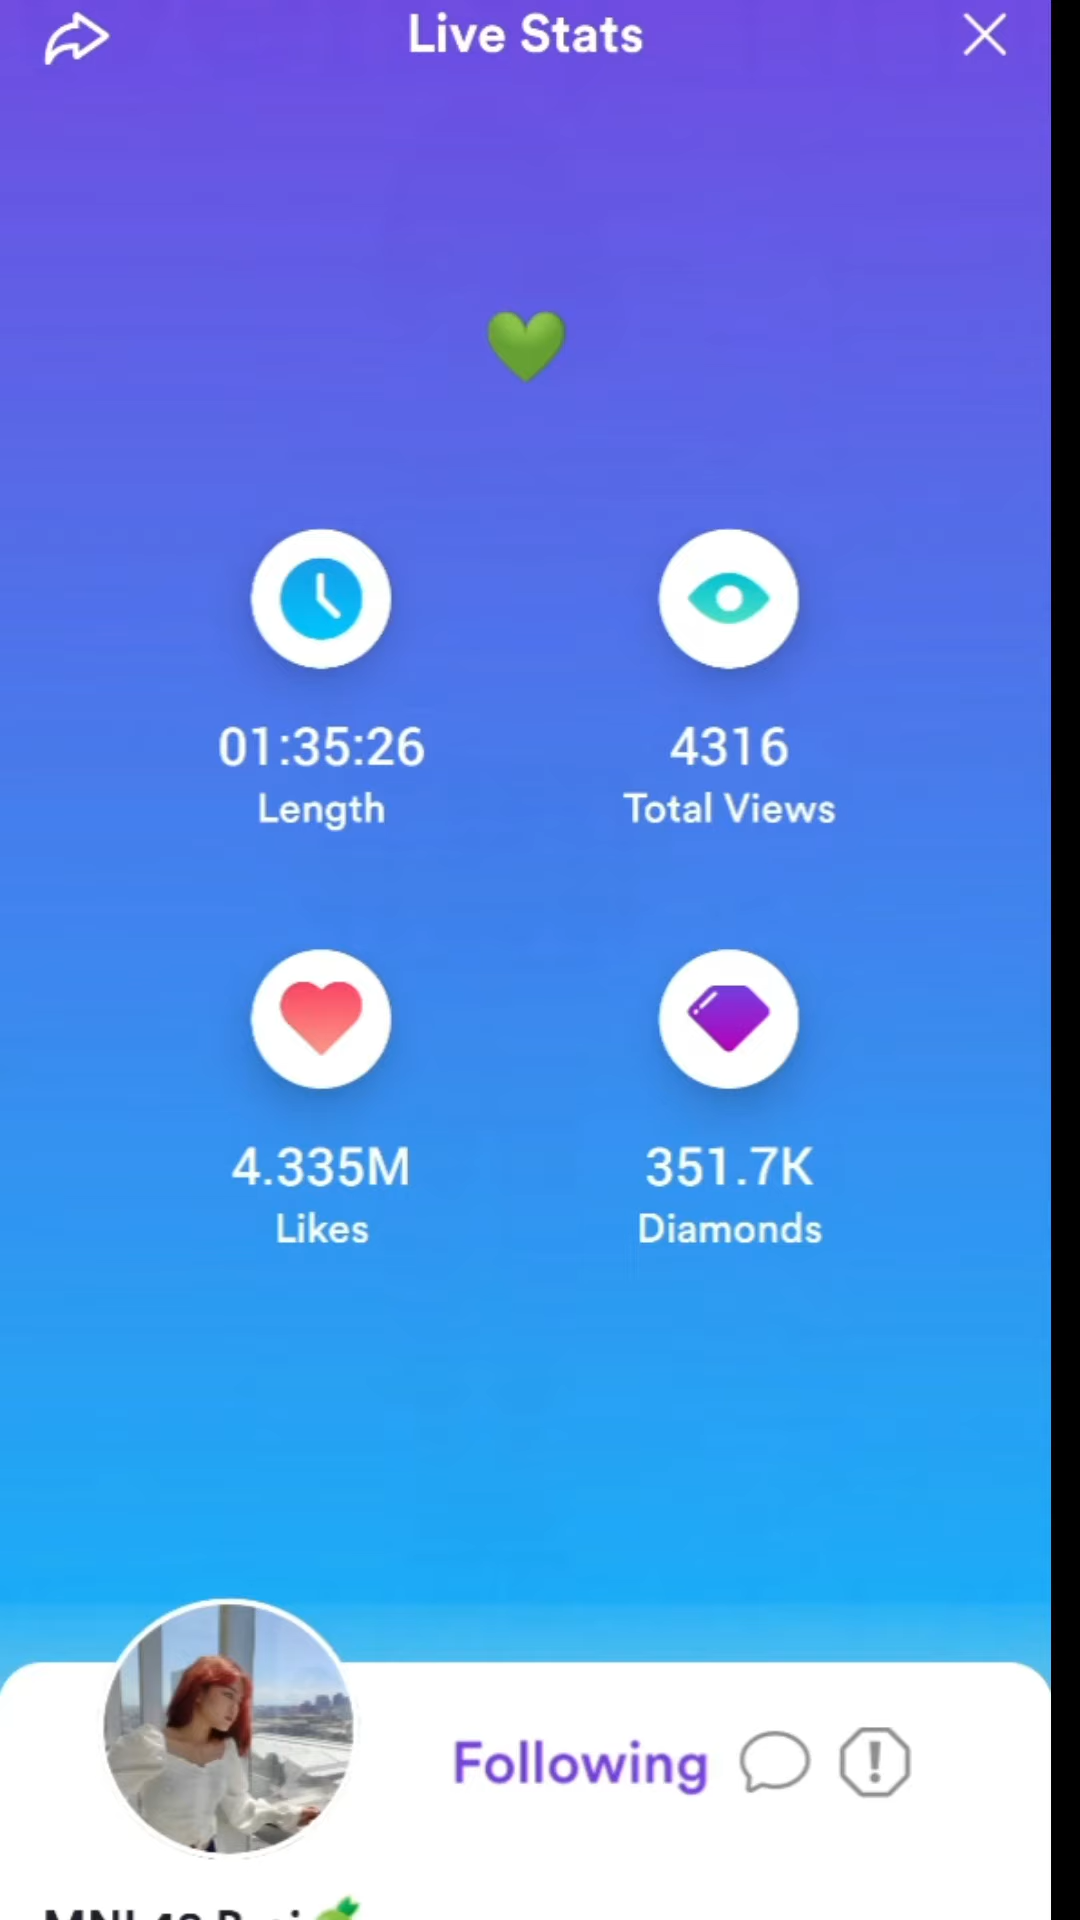 Live Stats
💚
01:35:26
Length
4316
Total Views
4.335M
Likes
351.7K
Diamonds
Following